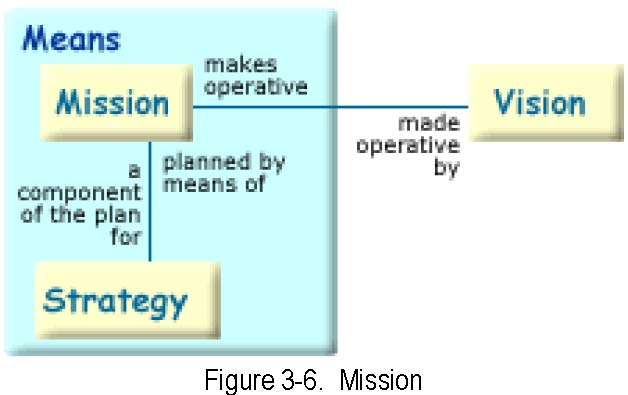 Means
Mission
makes
operative
Vision
made
operative
by
planned by
means of
a
component
of the plan
for
Strategy
Figure 3-6. Mission